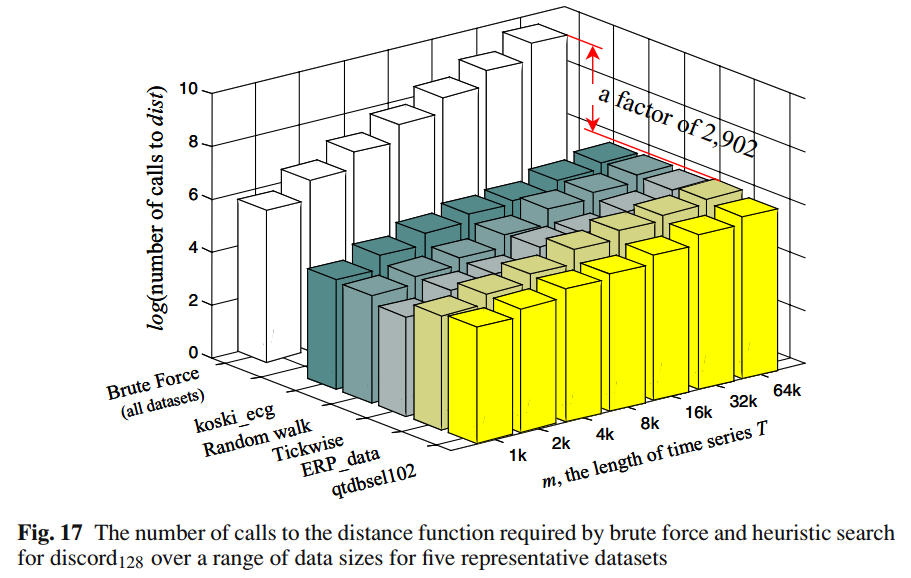 10
8
6
4
2
0
log(number of calls to dist)
a factor of 2,902
Brute Force
(all datasets)
koski_ecg
Random walk
Tickwise
ERP_data
qtdbsel102
1k
2k
4k
8k
16k
32k
64k
m, the length of time series T
Fig. 17 The number of calls to the distance function required by brute force and heuristic search
for discord128 over a range of data sizes for five representative datasets